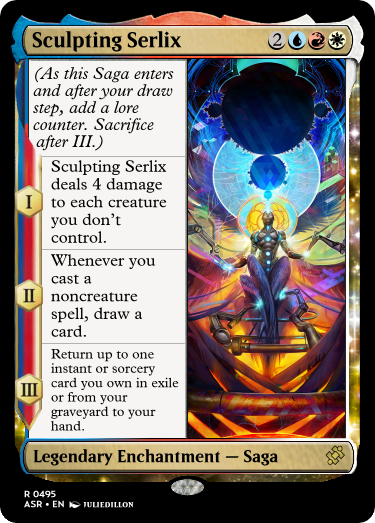 Sculpting Serlix 2
(As this Saga enters
and after your draw
step, add a lore
counter. Sacrifice
after III.)
I
Sculpting Serlix
deals 4 damage
to each creature
you don't
control.
II
Whenever you
cast a
noncreature
spell, draw a
card.
III
Return up to one
instant or sorcery
card you own in exile
or from your
graveyard to your
hand.
Legendary Enchantment — Saga
R 0495
ASR • EN JULIEDILLON